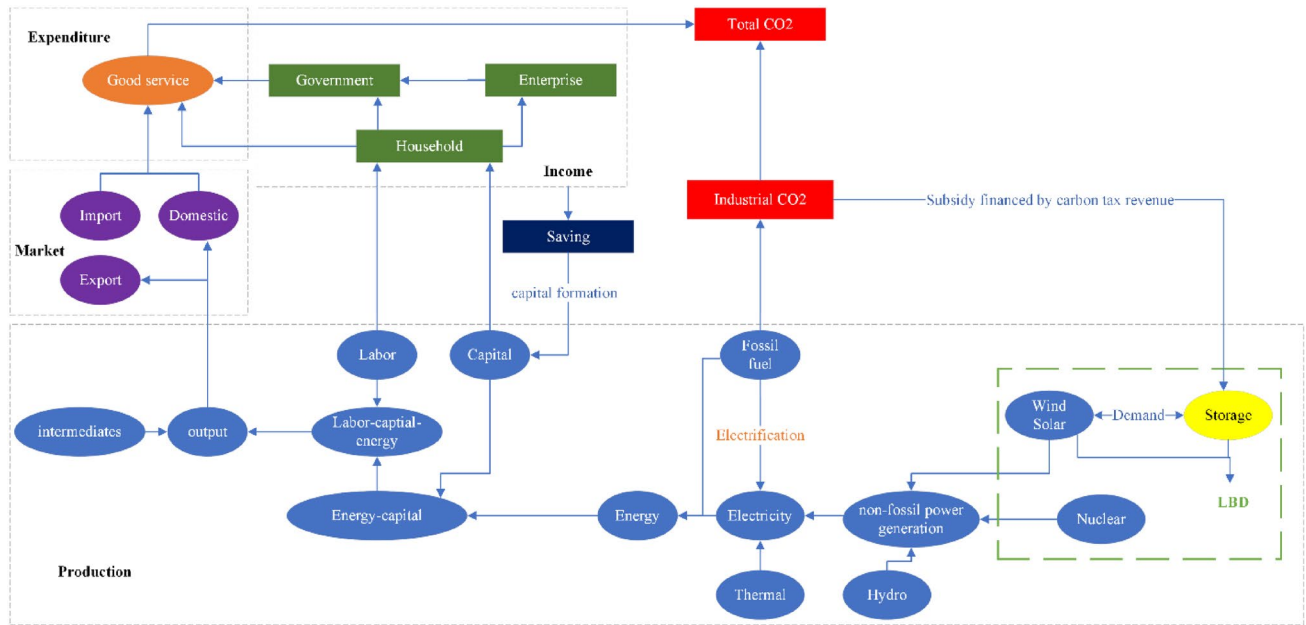 Total CO2
Expenditure
Good service
Government
Enterprise
Household
Income
Import
Domestic
Industrial CO2
Subsidy financed by carbon tax revenue
Saving
Market
Export
capital formation
Labor
Capital
Fossil
fuel
Wind
Solar
Demand
Storage
intermediates
output
Labor-captial-
energy
Electrification
LBD
Energy-capital
Energy
Electricity
non-fossil power
generation
Nuclear
Production
Thermal
Hydro